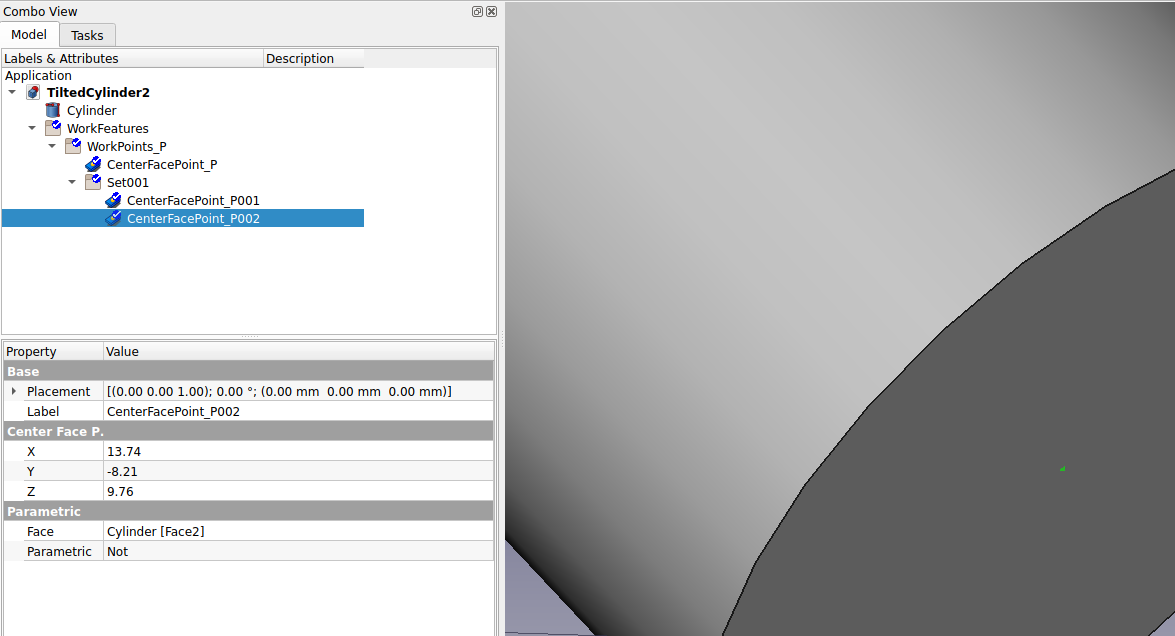 Combo View
Model Tasks
Labels & Attributes Description
Application
TiltedCylinder2
Cylinder
WorkFeatures
WorkPoints_P
CenterFacePoint_P
Set001
CenterFacePoint_P001
CenterFacePoint_P002
Property Value
Base
Placement [(0.00 0.00 1.00); 0.00 °; (0.00 mm 0.00 mm 0.00 mm)]
Label CenterFacePoint_P002
Center Face P.
X 13.74
Y -8.21
Z 9.76
Parametric
Face Cylinder [Face2]
Parametric Not